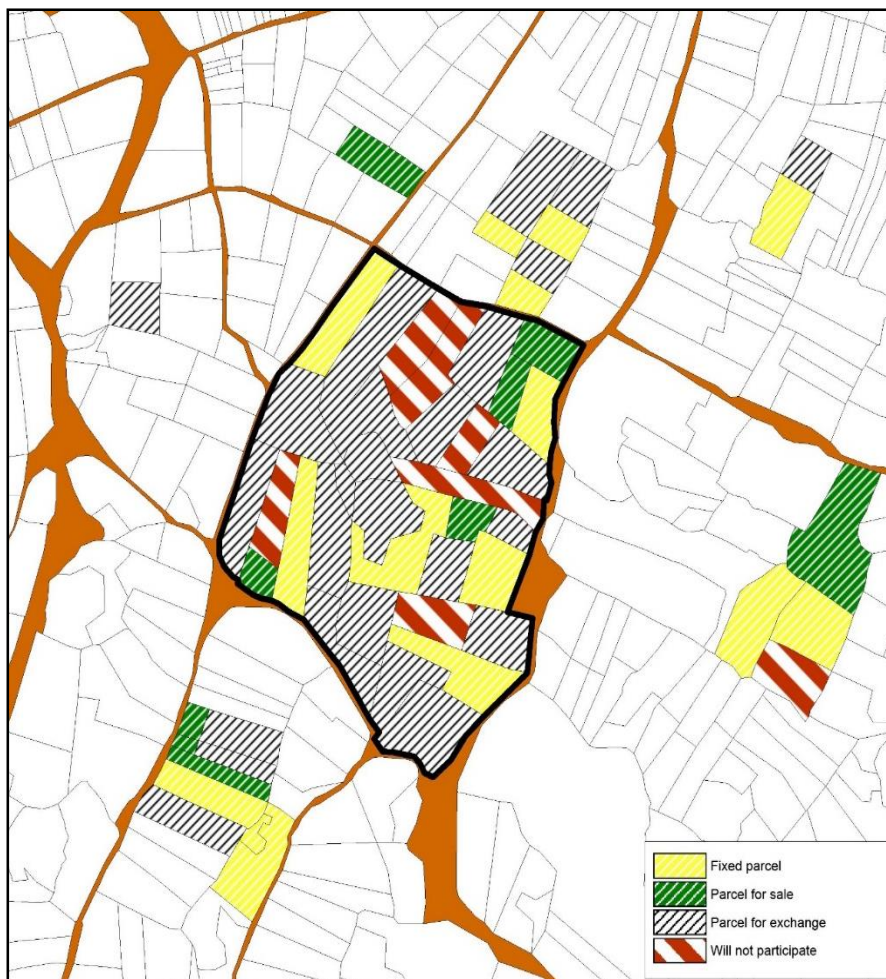 Fixed parcel
Parcel for sale
Parcel for exchange
Will not participate